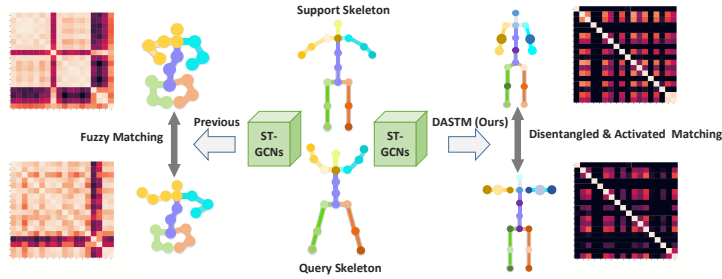 Support Skeleton
Previous
DASTM (Ours)
Fuzzy Matching
ST-
GCNs
ST-
GCNs
Disentangled & Activated Matching
Query Skeleton